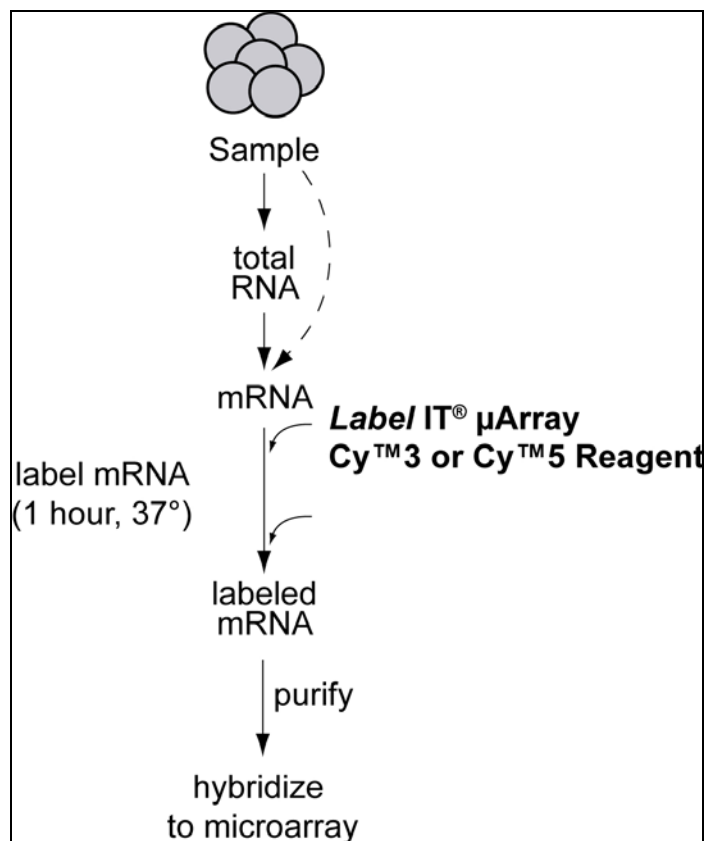 Sample
total
RNA
mRNA
Label IT® µArray
Cy™3 or Cy™5 Reagent
label mRNA
(1 hour, 37°)
labeled
mRNA
purify
hybridize
to microarray